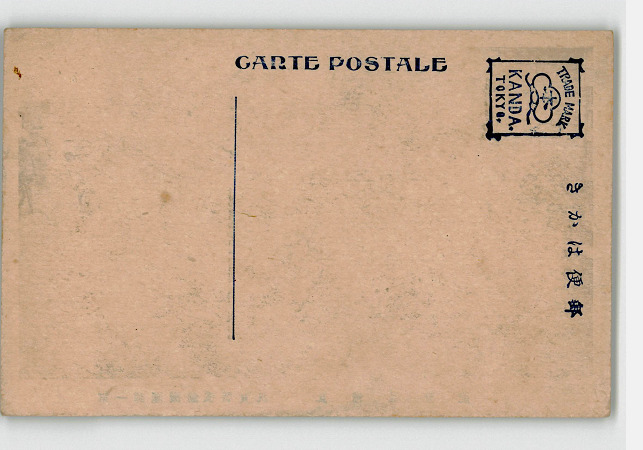 CARTE POSTALE
TRADE MARK
KANDA.
TOKYO.
きかは便郵